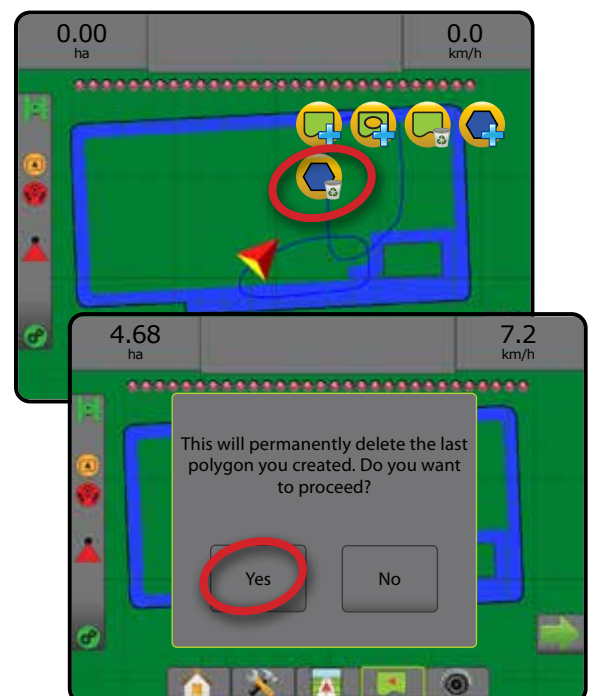 0.00
ha
0.0
km/h
4.68
ha
7.2
km/h
This will permanently delete the last
polygon you created. Do you want
to proceed?
Yes
No